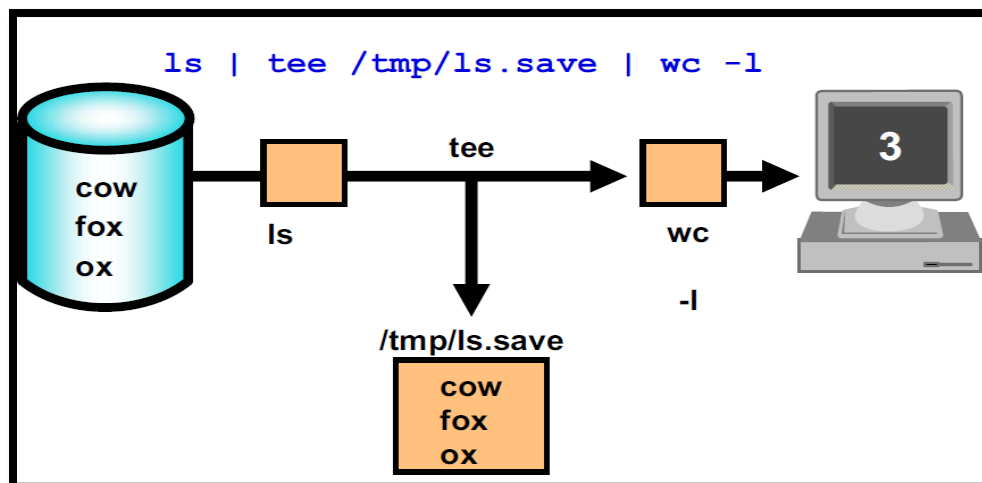 ls | tee /tmp/ls.save | wc -l
cow
fox
ox
ls
tee
wc
-l
3
/tmp/ls.save
cow
fox
ox